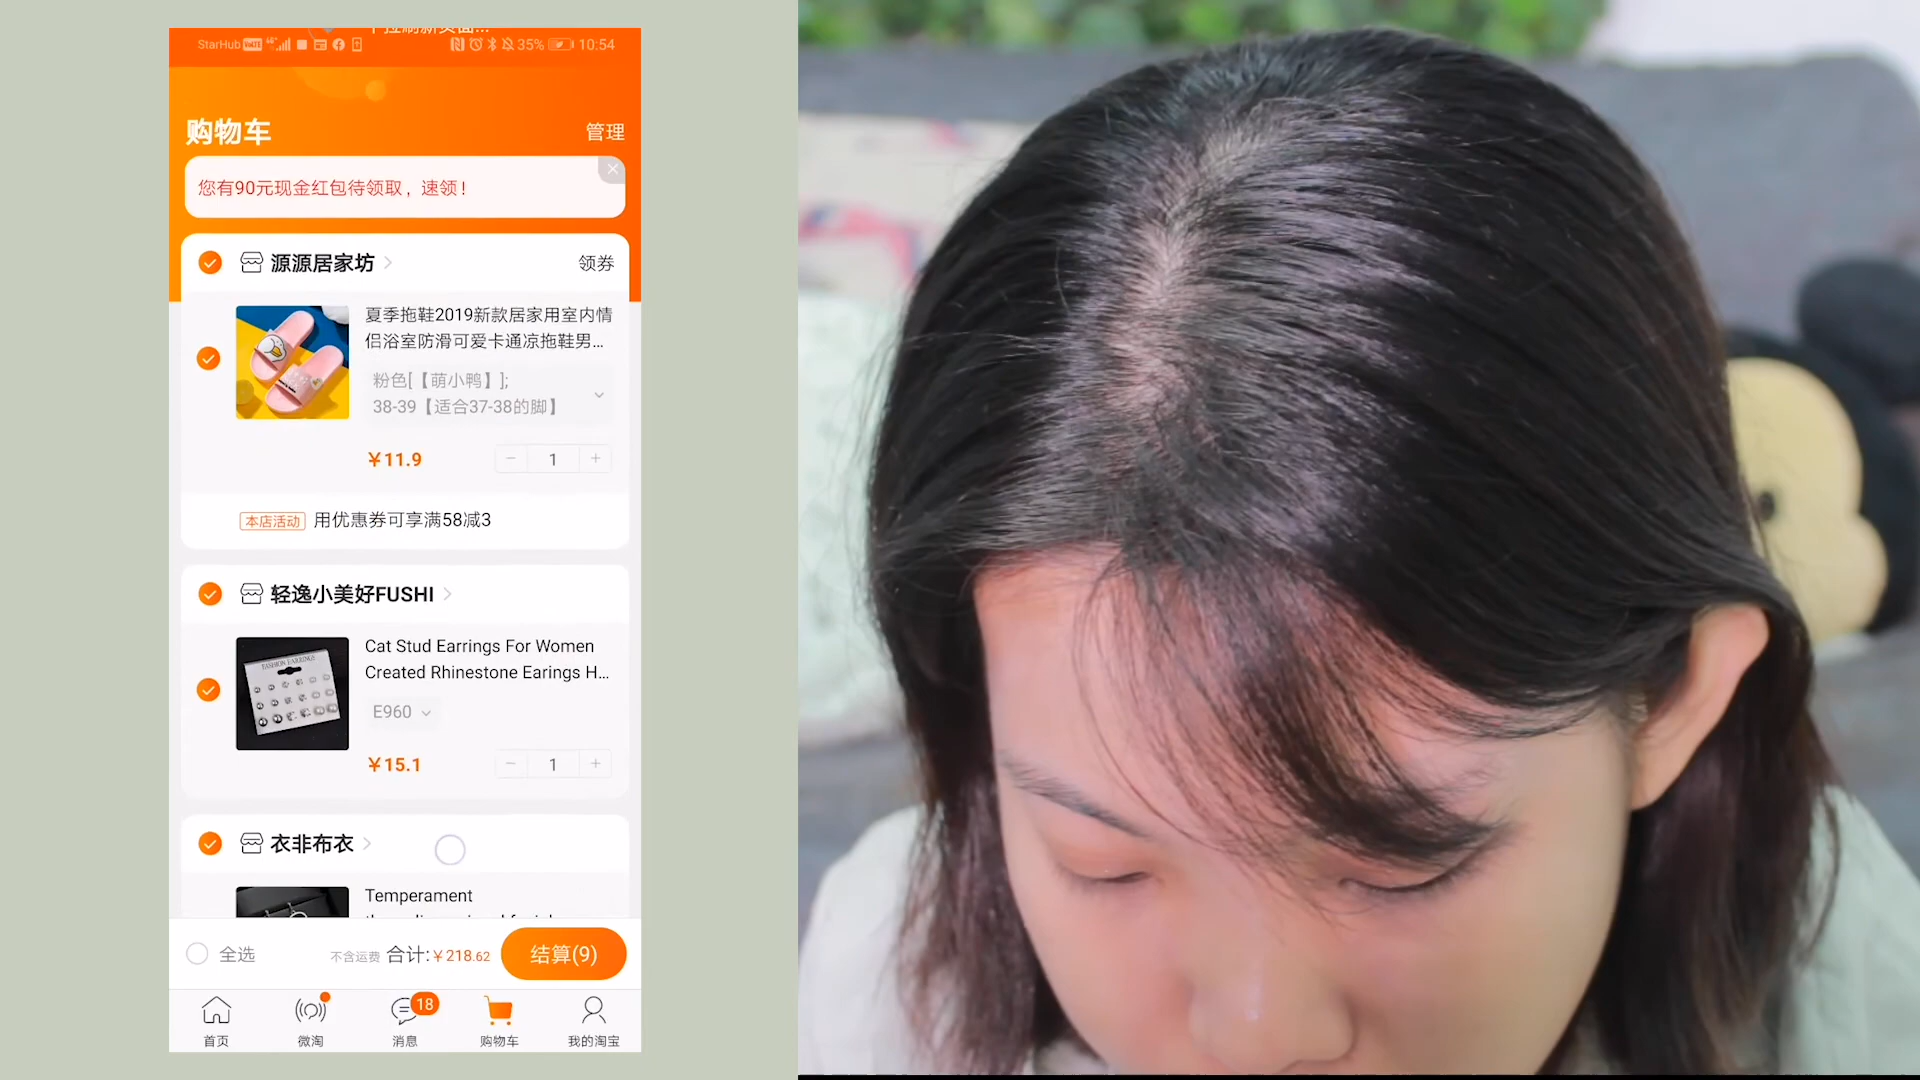 StarHub VoLTE 35% 10:54
购物车
管理
您有90元现金红包待领取，速领！
源源居家坊
领券
夏季拖鞋2019新款居家用室内情
侣浴室防滑可爱卡通凉拖鞋男...
粉色[【萌小鸭】];
38-39【适合37-38的脚】
￥11.9
1
本店活动 用优惠券可享满58减3
轻逸小美好FUSHI
FASHION EARRINGS
Cat Stud Earrings For Women
Created Rhinestone Earings H...
E960
￥15.1
1
衣非布衣
Temperament
全选
不含运费 合计:￥218.62
结算(9)
18
首页
微淘
消息
购物车
我的淘宝